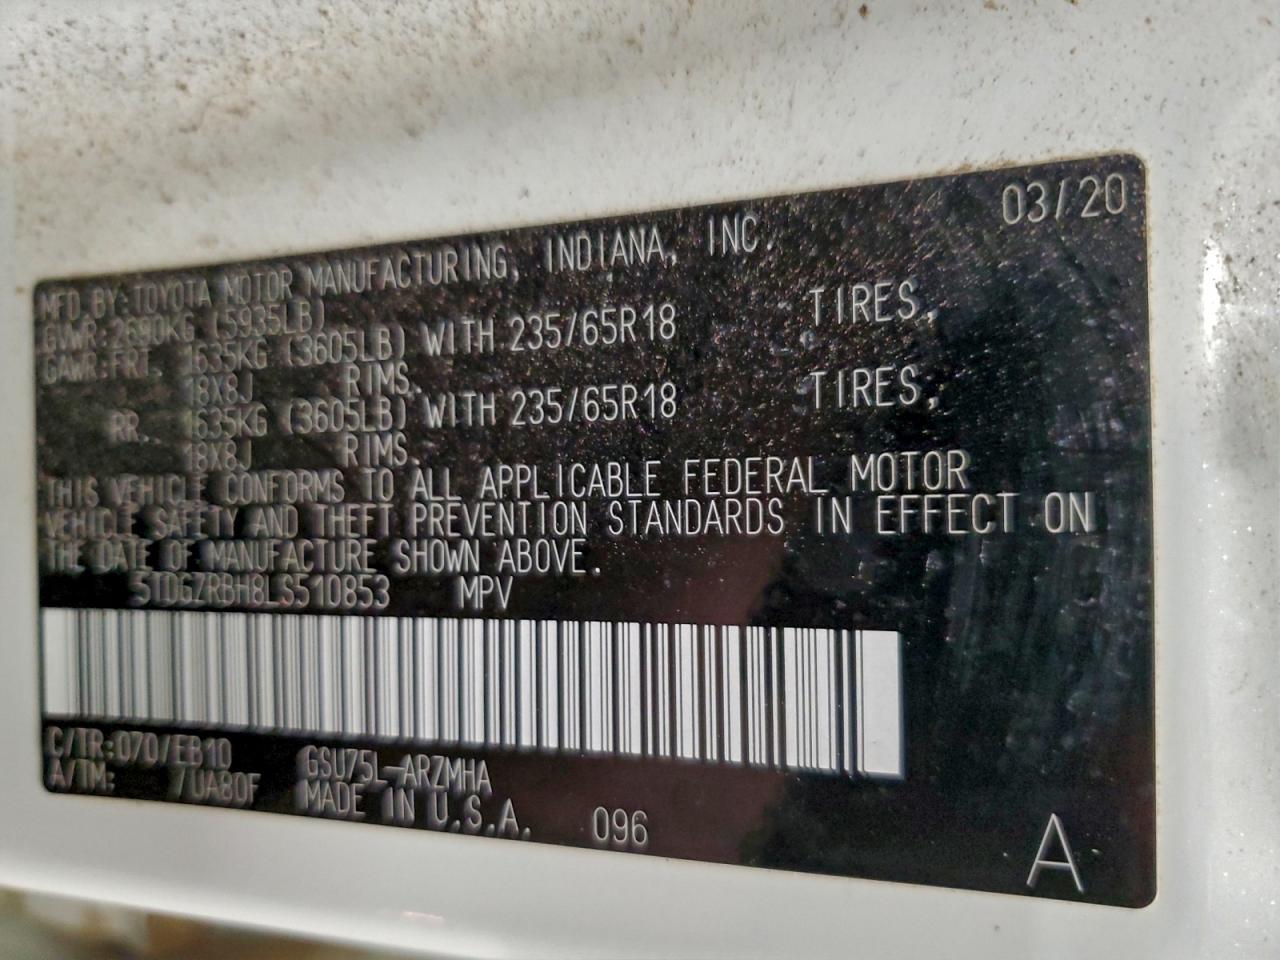 03/20
MFD BY: TOYOTA MOTOR MANUFACTURING, INDIANA, INC.
GVWR: 2690KG (5935LB)
GAWR: FRT. 1635KG (3605LB) WITH 235/65R18 TIRES,
18X8J RIMS.
RR. 1635KG (3605LB) WITH 235/65R18 TIRES,
18X8J RIMS.
THIS VEHICLE CONFORMS TO ALL APPLICABLE FEDERAL MOTOR
VEHICLE SAFETY AND THEFT PREVENTION STANDARDS IN EFFECT ON
THE DATE OF MANUFACTURE SHOWN ABOVE.
5TDGZRBH8LS510853 MPV
C/TR: 070/EB10 GSU75L-ARZMHA
A/TM: /UA80F MADE IN U.S.A. 096
A